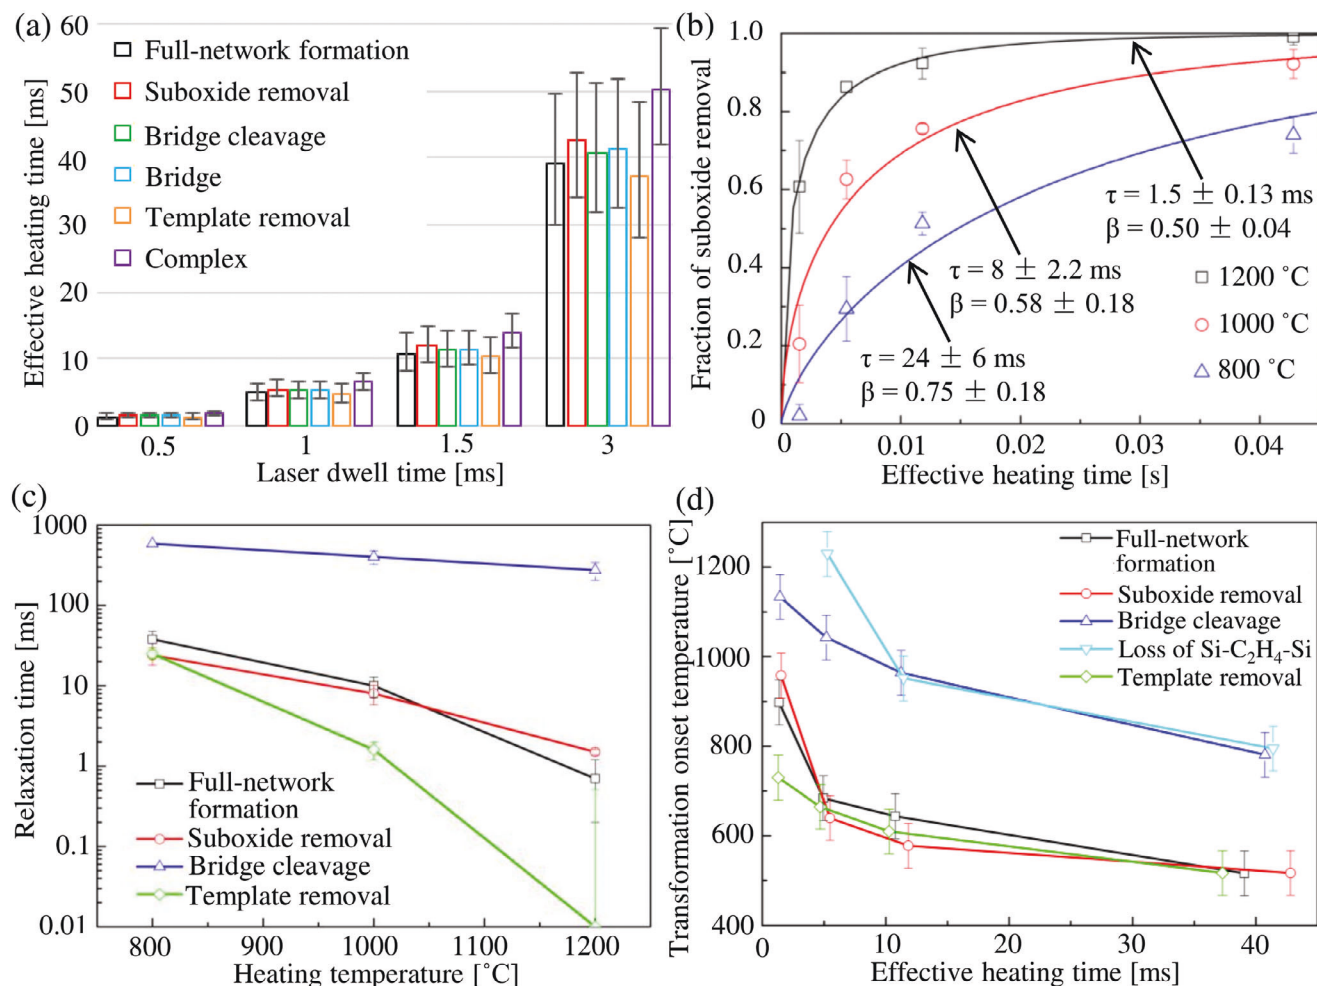 (a)
Effective heating time [ms]
60
50
40
30
20
10
0
Full-network formation
Suboxide removal
Bridge cleavage
Bridge
Template removal
Complex
0.5
1
1.5
3
Laser dwell time [ms]
(b)
Fraction of suboxide removal
1.0
0.8
0.6
0.4
0.2
0
τ = 1.5 ± 0.13 ms
β = 0.50 ± 0.04
τ = 8 ± 2.2 ms
β = 0.58 ± 0.18
τ = 24 ± 6 ms
β = 0.75 ± 0.18
1200 ˚C
1000 ˚C
800 ˚C
0
0.01
0.02
0.03
0.04
Effective heating time [s]
(c)
Relaxation time [ms]
1000
100
10
1
0.1
0.01
Full-network
formation
Suboxide removal
Bridge cleavage
Template removal
800
900
1000
1100
1200
Heating temperature [˚C]
(d)
Transformation onset temperature [˚C]
1200
1000
800
600
400
Full-network
formation
Suboxide removal
Bridge cleavage
Loss of Si-C₂H₄-Si
Template removal
0
10
20
30
40
Effective heating time [ms]